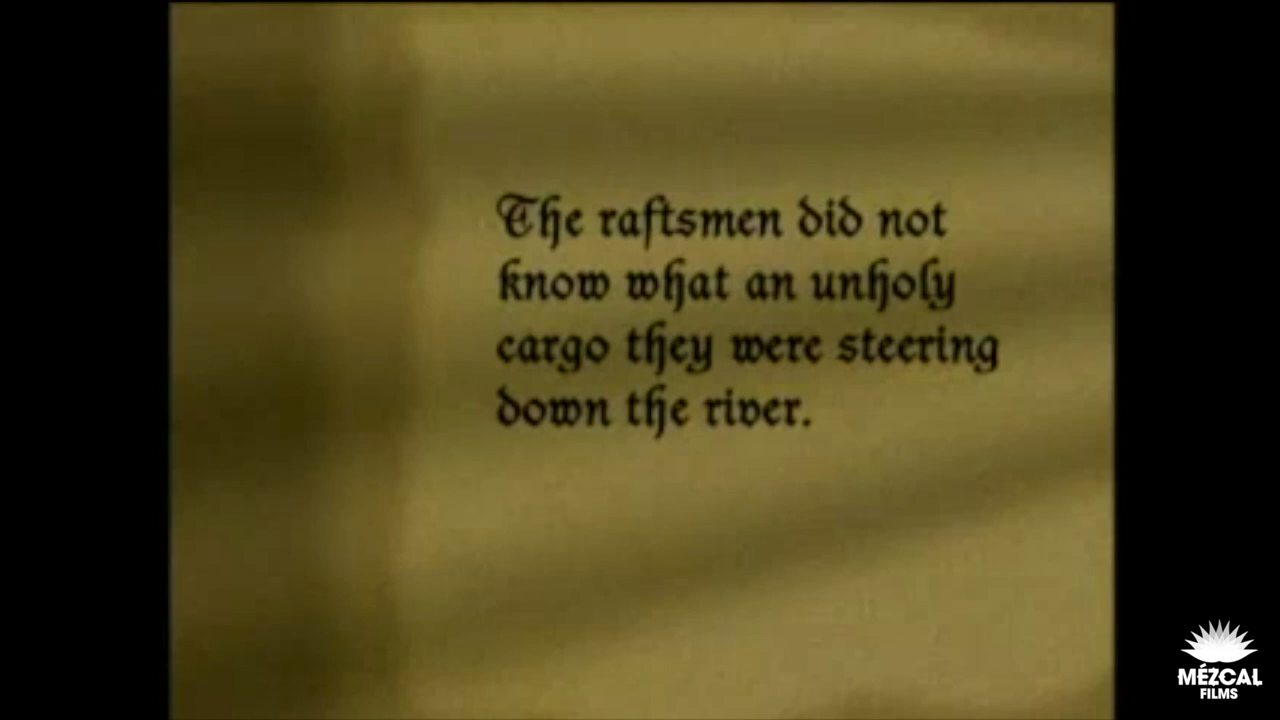 The raftsmen did not
know what an unholy
cargo they were steering
down the river.
MÉZCAL
FILMS